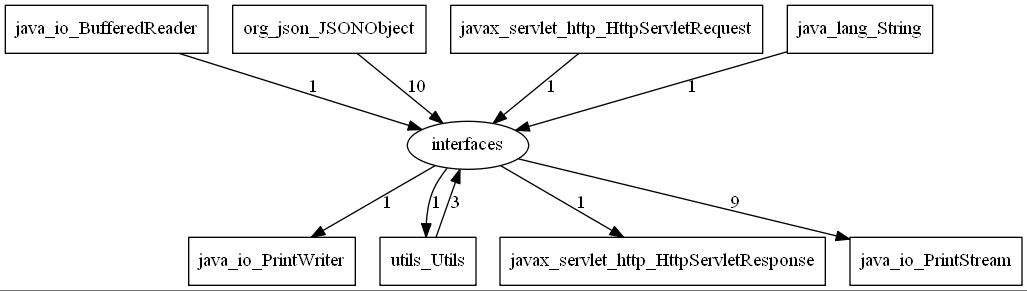 java_io_BufferedReader
org_json_JSONObject
javax_servlet_http_HttpServletRequest
java_lang_String
1
10
1
1
interfaces
1
1
3
1
9
java_io_PrintWriter
utils_Utils
javax_servlet_http_HttpServletResponse
java_io_PrintStream